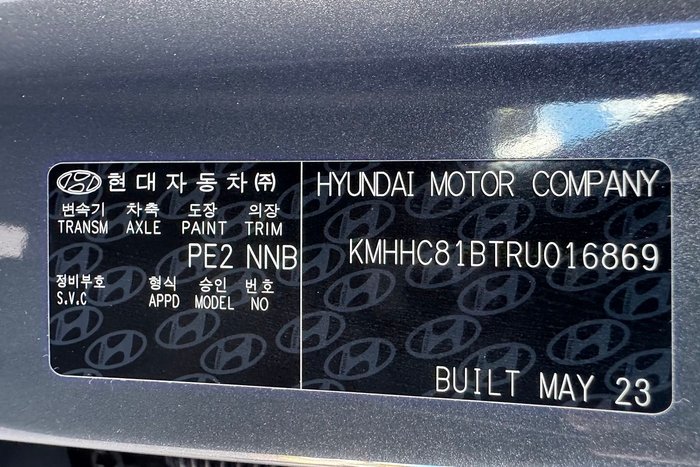 현대자동차㈜
변속기 차축 도장 의장
TRANSM AXLE PAINT TRIM
PE2 NNB
정비부호 형식 승인 번호
S.V.C APPD MODEL NO
HYUNDAI MOTOR COMPANY
KMHHC81BTRU016869
BUILT MAY 23